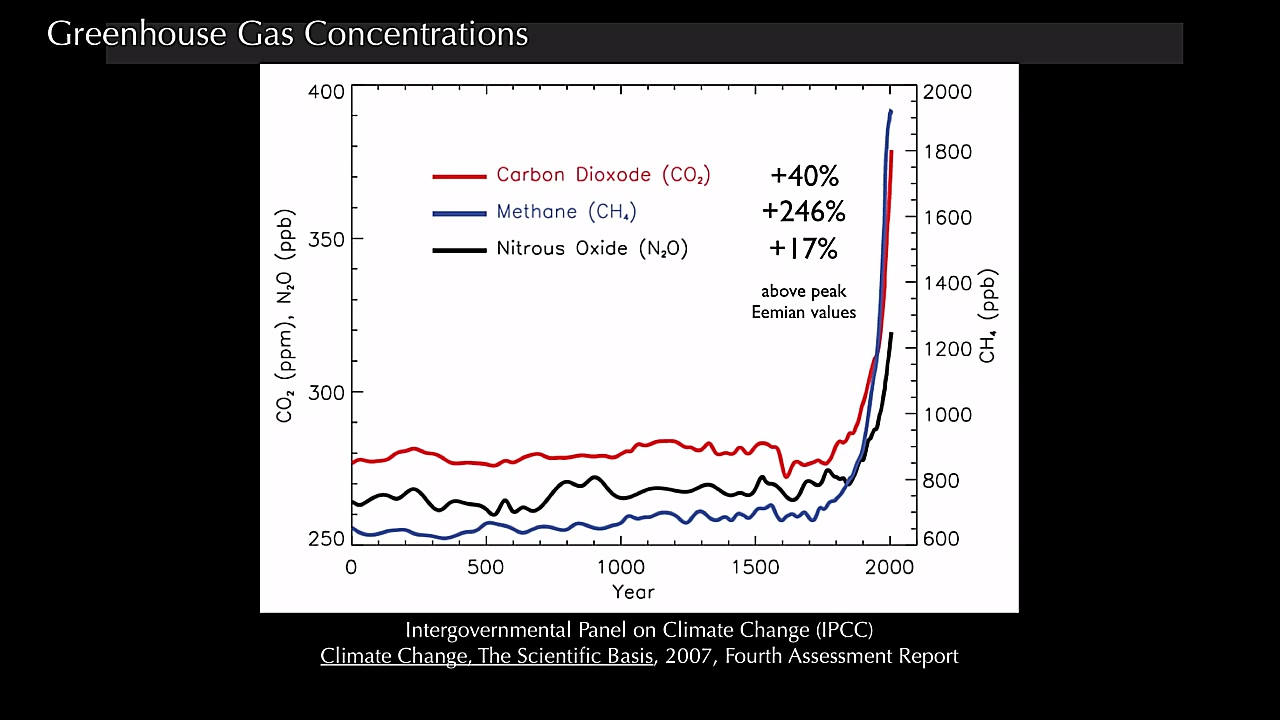 Greenhouse Gas Concentrations
400
350
300
250
CO₂ (ppm), N₂O (ppb)
Carbon Dioxode (CO₂) +40%
Methane (CH₄) +246%
Nitrous Oxide (N₂O) +17%
above peak
Eemian values
2000
1800
1600
1400
1200
1000
800
600
CH₄ (ppb)
0 500 1000 1500 2000
Year
Intergovernmental Panel on Climate Change (IPCC)
Climate Change, The Scientific Basis, 2007, Fourth Assessment Report